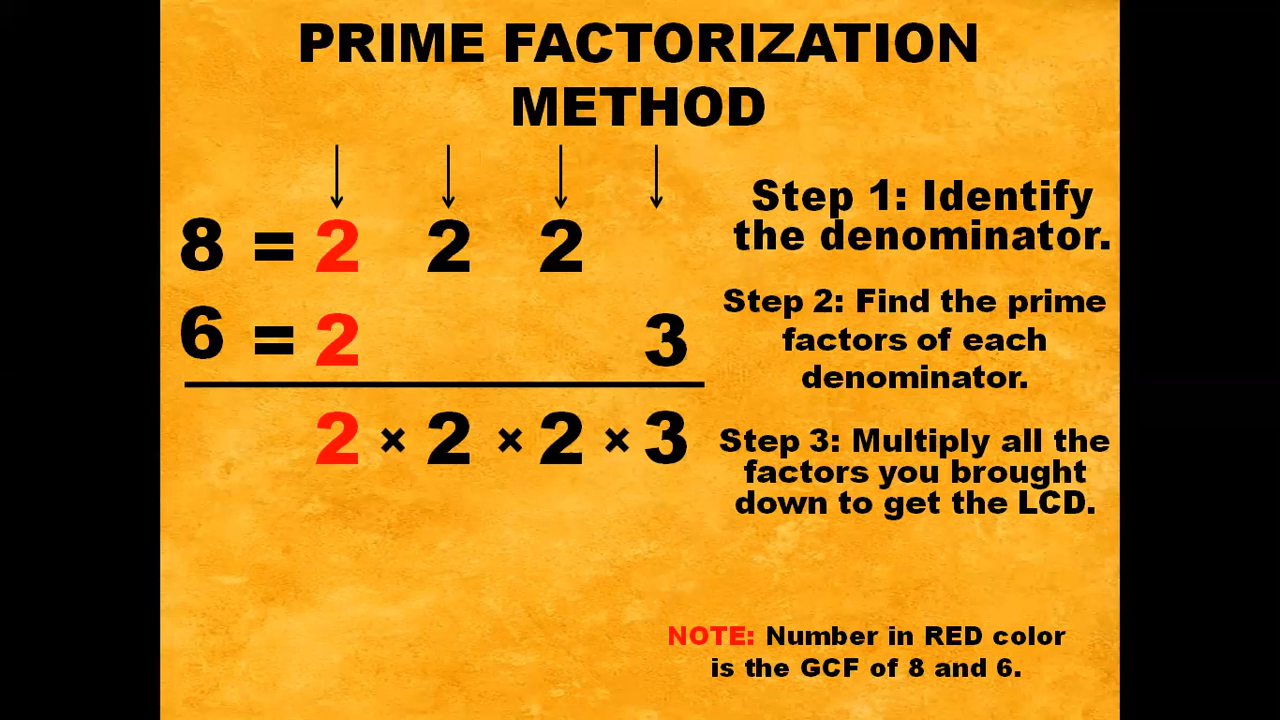 PRIME FACTORIZATION
METHOD
8 = 2 2 2
6 = 2 3
2 × 2 × 2 × 3
Step 1: Identify
the denominator.
Step 2: Find the prime
factors of each
denominator.
Step 3: Multiply all the
factors you brought
down to get the LCD.
NOTE: Number in RED color
is the GCF of 8 and 6.